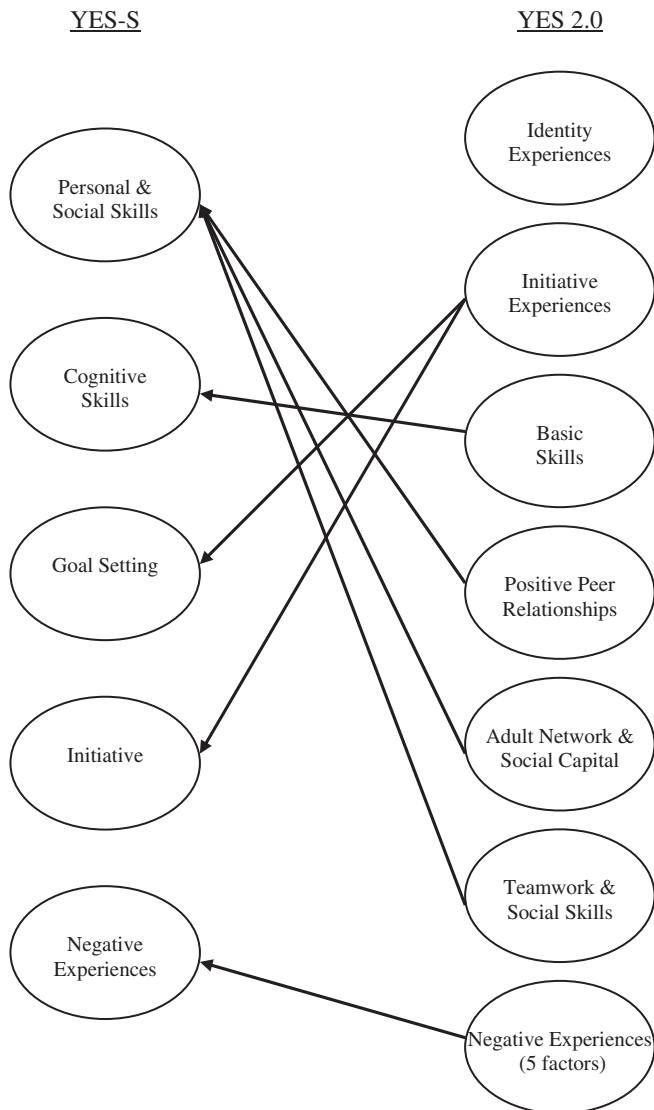 YES-S
Personal &
Social Skills
Cognitive
Skills
Goal Setting
Initiative
Negative
Experiences
YES 2.0
Identity
Experiences
Initiative
Experiences
Basic
Skills
Positive Peer
Relationships
Adult Network &
Social Capital
Teamwork &
Social Skills
Negative Experiences
(5 factors)